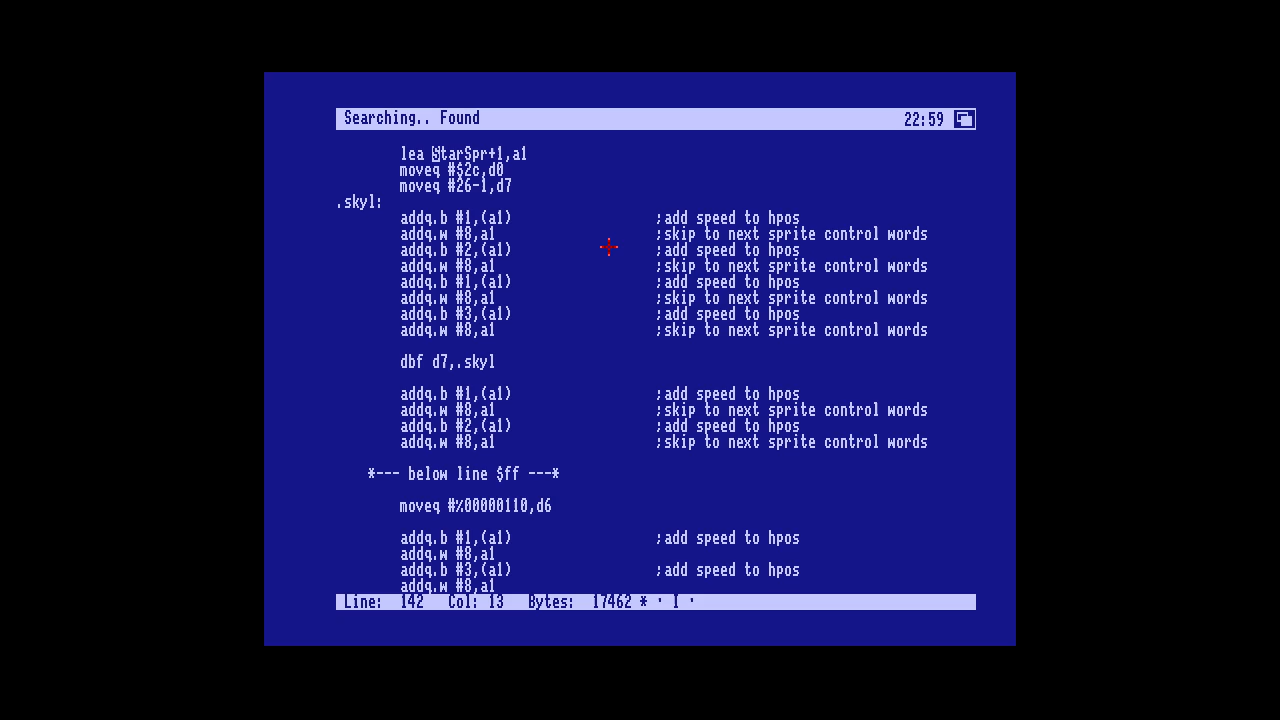 Searching.. Found 22:59
lea StarSpr+1,a1
moveq #$2c,d0
moveq #26-1,d7
.skyl:
addq.b #1,(a1) ;add speed to hpos
addq.w #8,a1 ;skip to next sprite control words
addq.b #2,(a1) ;add speed to hpos
addq.w #8,a1 ;skip to next sprite control words
addq.b #1,(a1) ;add speed to hpos
addq.w #8,a1 ;skip to next sprite control words
addq.b #3,(a1) ;add speed to hpos
addq.w #8,a1 ;skip to next sprite control words
dbf d7,.skyl
addq.b #1,(a1) ;add speed to hpos
addq.w #8,a1 ;skip to next sprite control words
addq.b #2,(a1) ;add speed to hpos
addq.w #8,a1 ;skip to next sprite control words
*--- below line $ff ---*
moveq #%00000110,d6
addq.b #1,(a1) ;add speed to hpos
addq.w #8,a1
addq.b #3,(a1) ;add speed to hpos
addq.w #8,a1
Line: 142 Col: 13 Bytes: 17462 * · I ·